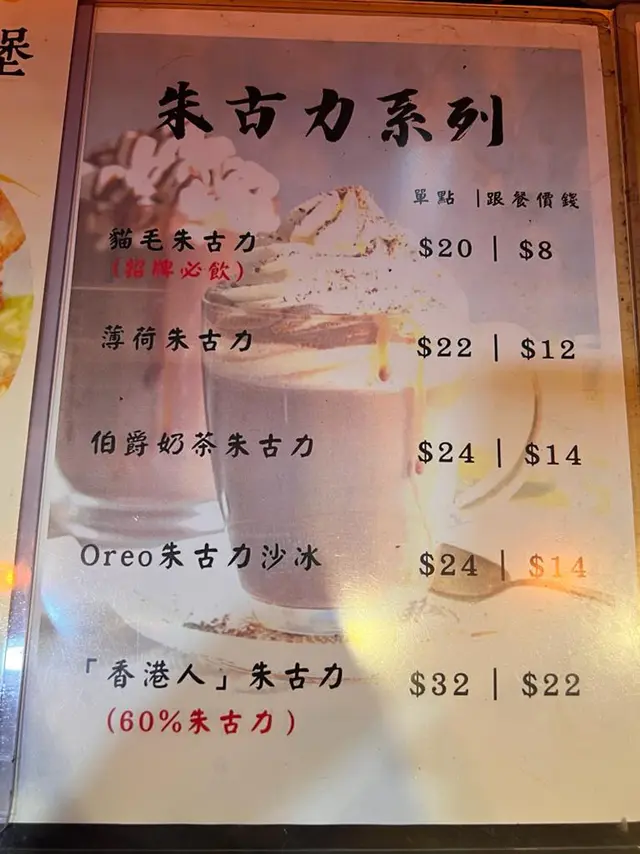 堡
朱古力系列
單點 |跟餐價錢
貓毛朱古力 $20 | $8
(招牌必飲)
薄荷朱古力 $22 | $12
伯爵奶茶朱古力 $24 | $14
Oreo朱古力沙冰 $24 | $14
「香港人」朱古力 $32 | $22
(60%朱古力)